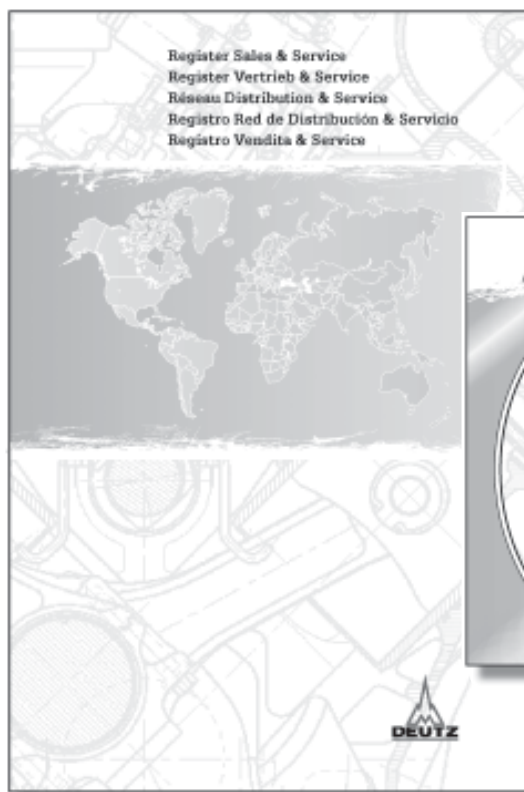 Register Sales & Service
Register Vertrieb & Service
Réseau Distribution & Service
Registro Red de Distribución & Servicio
Registro Vendita & Service
DEUTZ